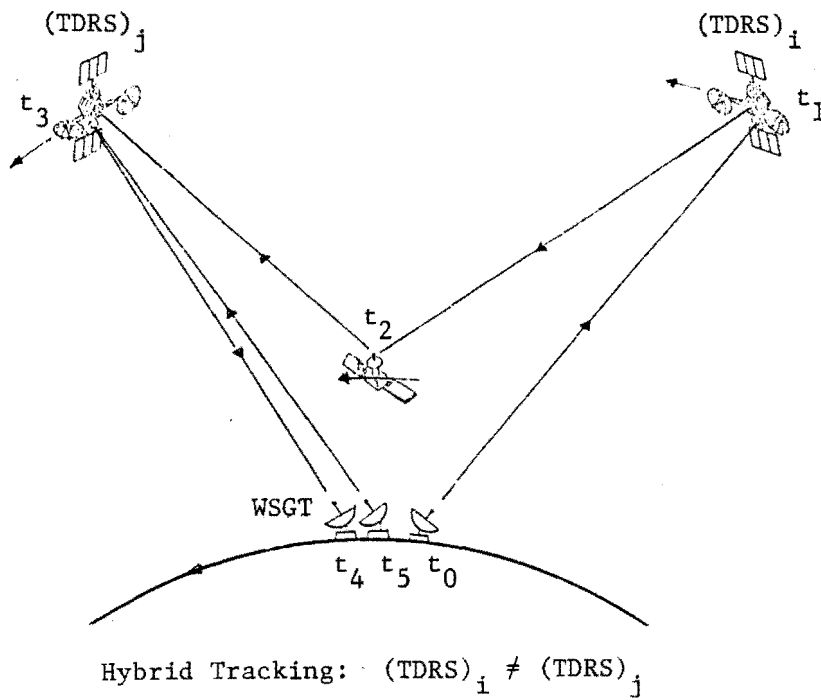 (TDRS)j
(TDRS)i
t3
t1
t2
WSGT
t4 t5 t0
Hybrid Tracking: (TDRS)i ≠ (TDRS)j